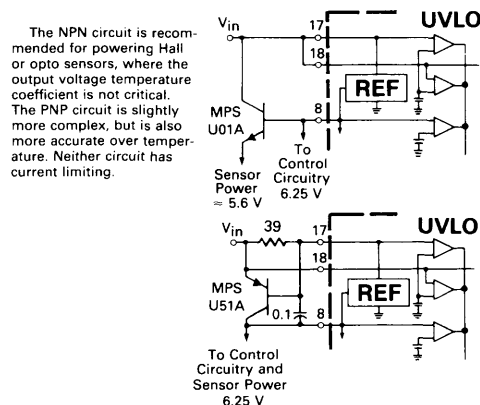 The NPN circuit is recom-
mended for powering Hall
or opto sensors, where the
output voltage temperature
coefficient is not critical.
The PNP circuit is slightly
more complex, but is also
more accurate over temper-
ature. Neither circuit has
current limiting.
Vin
17
UVLO
18
REF
MPS
U01A
8
Sensor
Power
≈ 5.6 V
To
Control
Circuitry
6.25 V
Vin
39
17
UVLO
18
REF
MPS
U51A
0.1
8
To Control
Circuitry and
Sensor Power
6.25 V